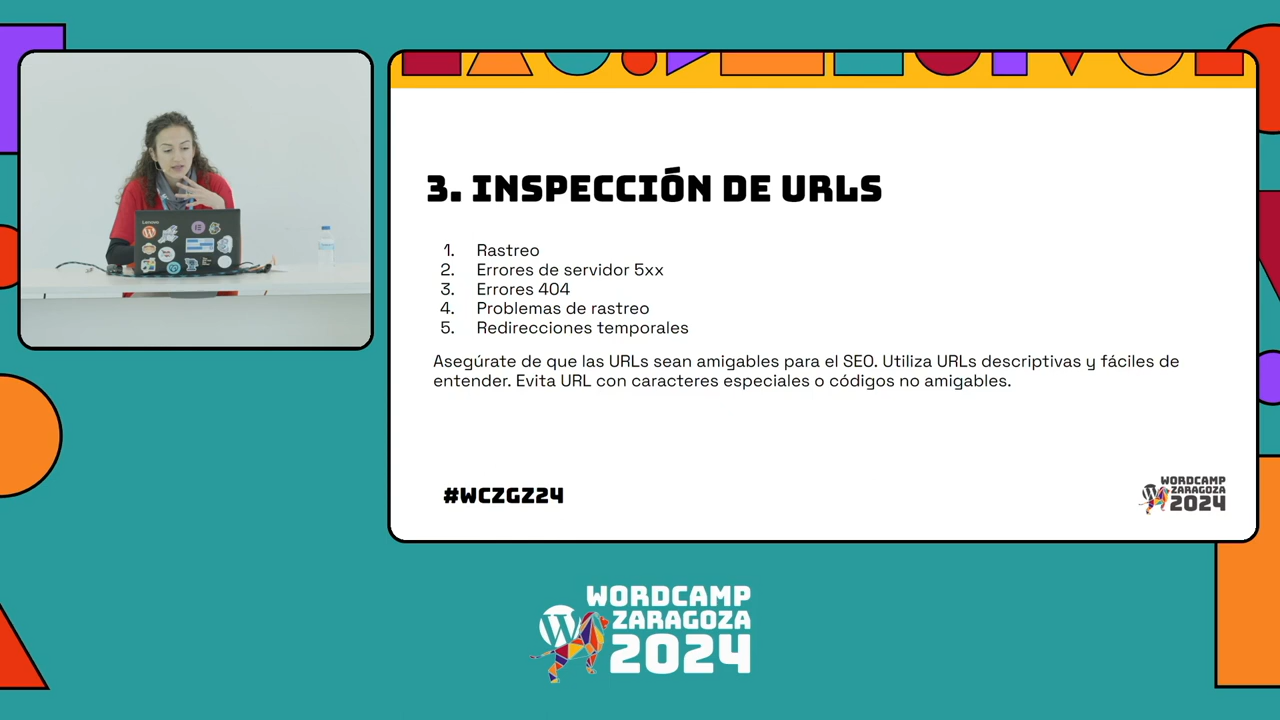 3. INSPECCIÓN DE URLS
1. Rastreo
2. Errores de servidor 5xx
3. Errores 404
4. Problemas de rastreo
5. Redirecciones temporales
Asegúrate de que las URLs sean amigables para el SEO. Utiliza URLs descriptivas y fáciles de
entender. Evita URL con caracteres especiales o códigos no amigables.
#WCZGZ24
WORDCAMP
ZARAGOZA
2024
Lenovo
WORDCAMP
ZARAGOZA
2024